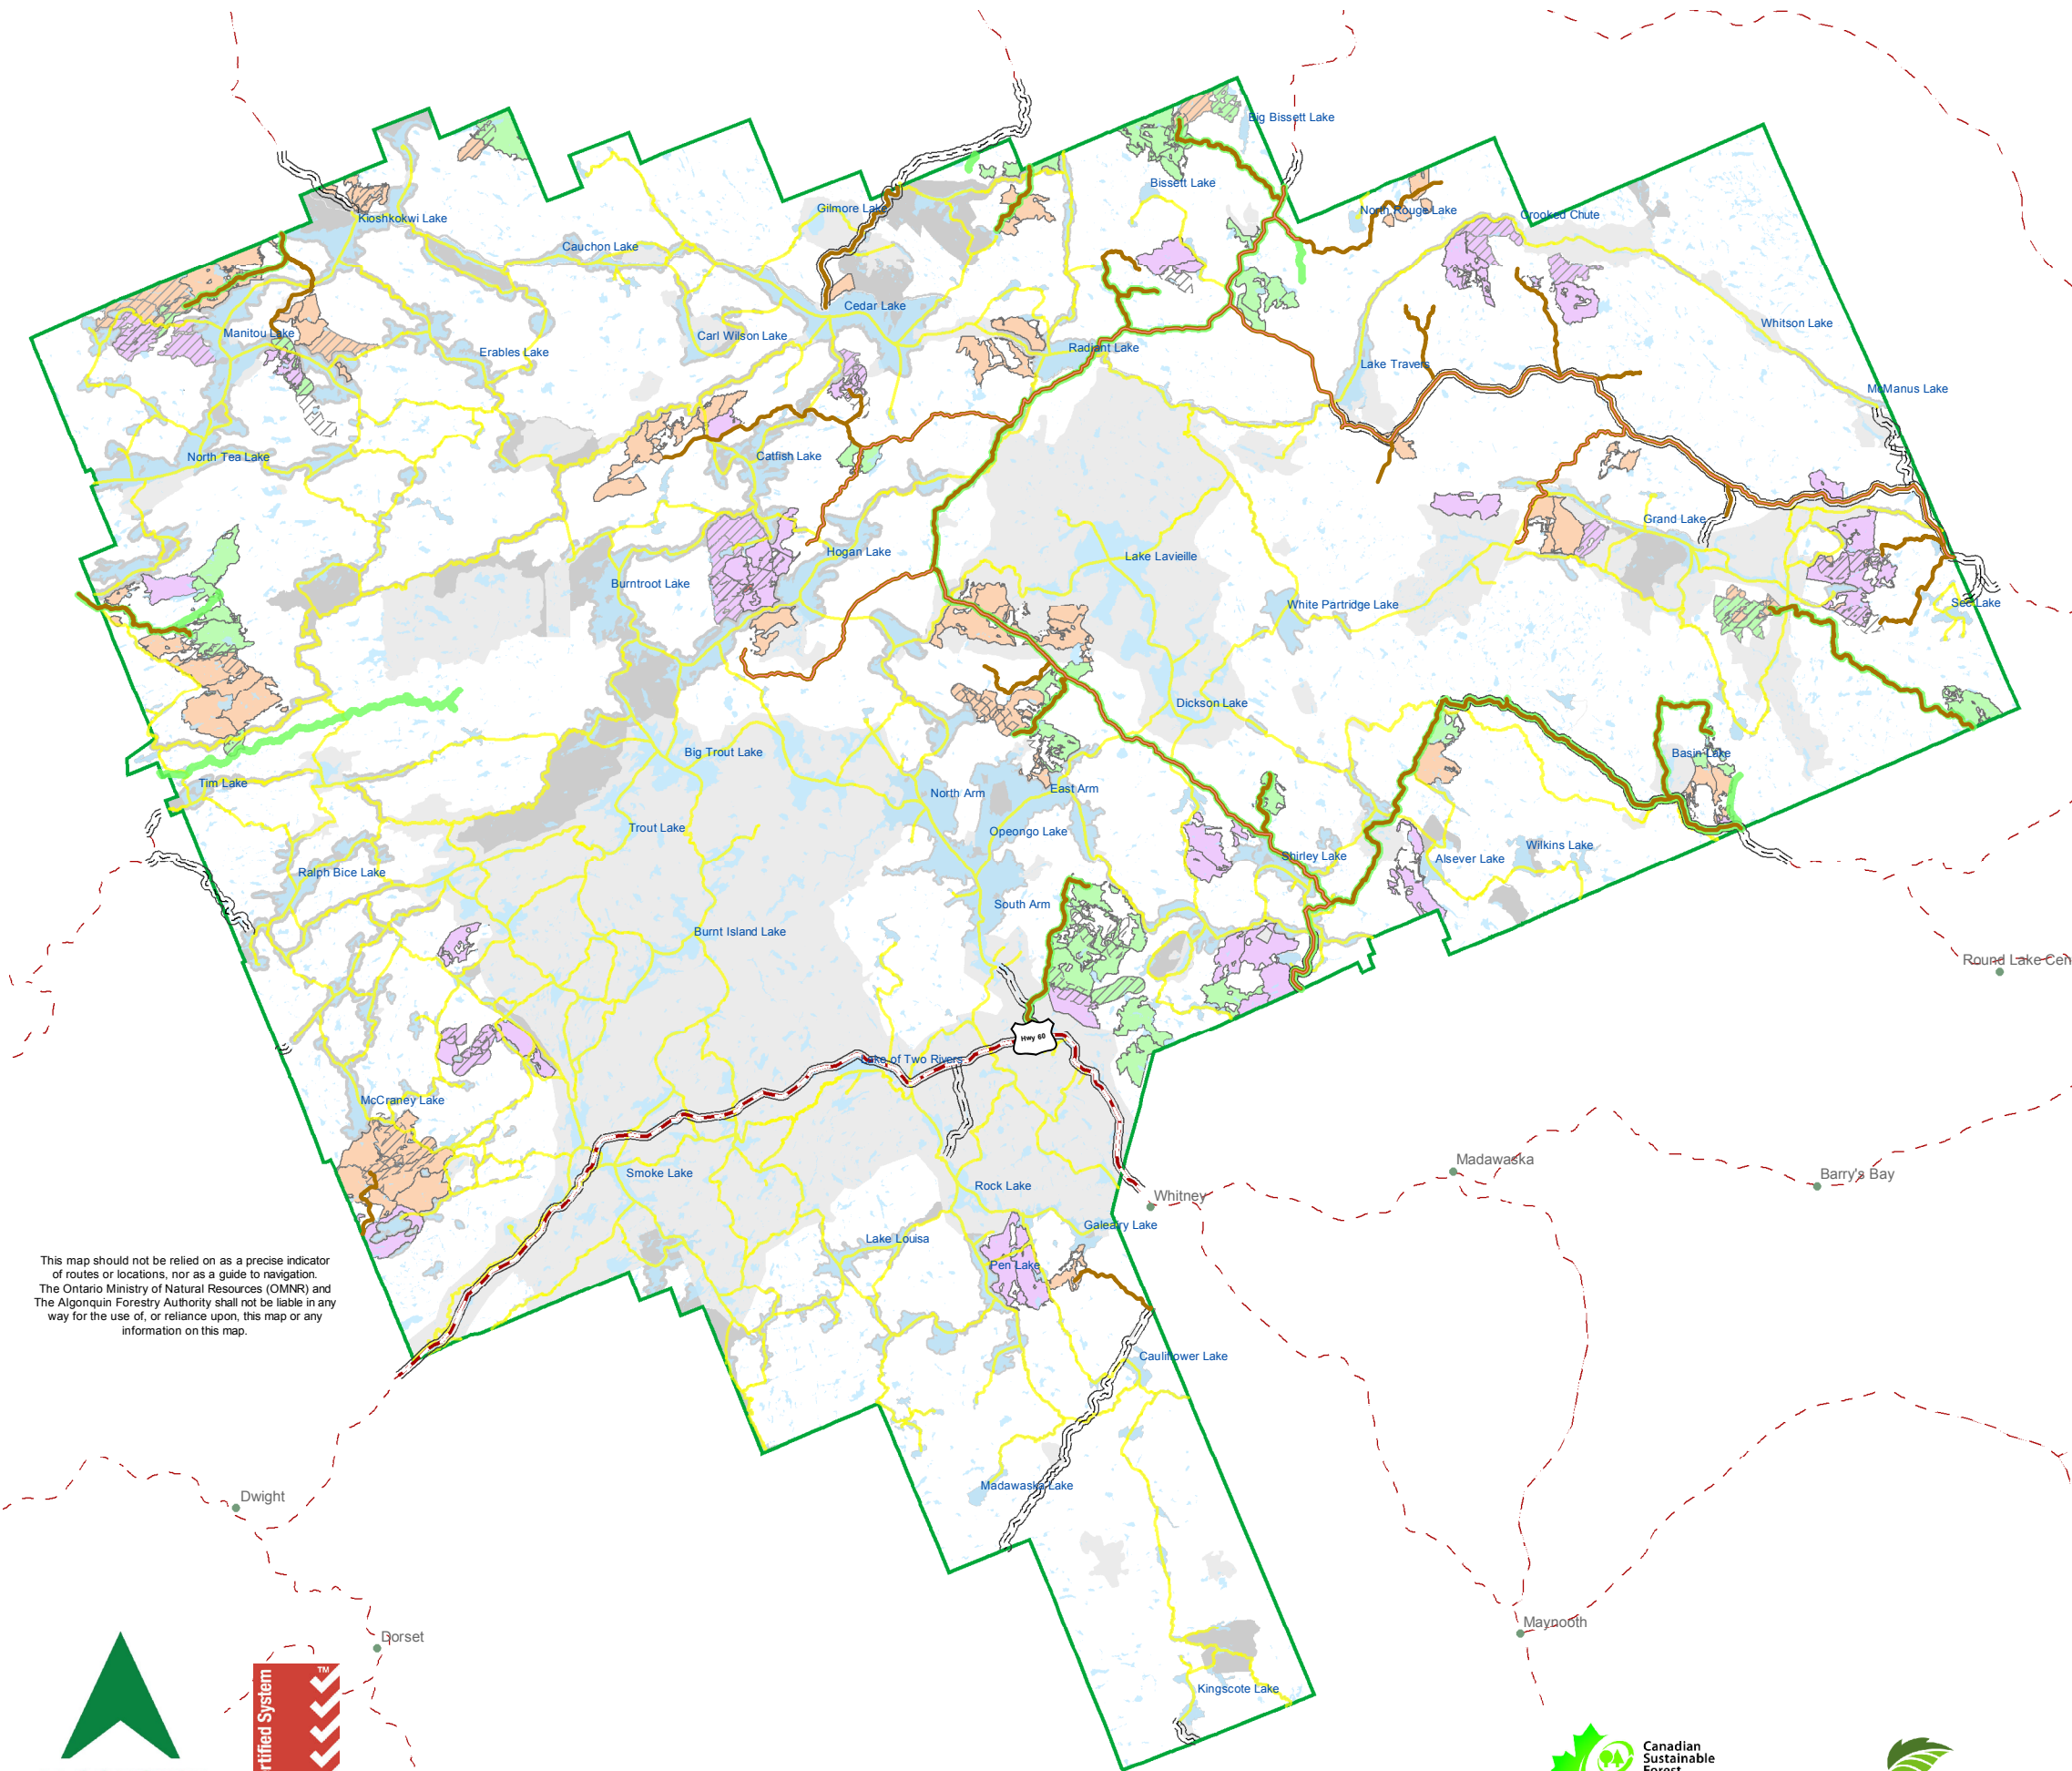 Big Bissett Lake
Bissett Lake
Gilmore Lake
North Rouge Lake
Crooked Chute
Kioshkokwi Lake
Cauchon Lake
Cedar Lake
Whitson Lake
Manitou Lake
Carl Wilson Lake
Radiant Lake
Erables Lake
Lake Travers
McManus Lake
North Tea Lake
Catfish Lake
Grand Lake
Hogan Lake
Lake Lavieille
Burntroot Lake
White Partridge Lake
Sec Lake
Dickson Lake
Big Trout Lake
Basin Lake
Tim Lake
North Arm
East Arm
Trout Lake
Opeongo Lake
Shirley Lake
Wilkins Lake
Alsever Lake
Ralph Bice Lake
South Arm
Burnt Island Lake
Round Lake Cen
Hwy 60
Lake of Two Rivers
McCraney Lake
Madawaska
Smoke Lake
Barry's Bay
Rock Lake
Whitney
Galeairy Lake
Lake Louisa
Pen Lake
This map should not be relied on as a precise indicator
of routes or locations, nor as a guide to navigation.
The Ontario Ministry of Natural Resources (OMNR) and
The Algonquin Forestry Authority shall not be liable in any
way for the use of, or reliance upon, this map or any
information on this map.
Cauliflower Lake
Madawaska Lake
Dwight
Maynooth
Dorset
Kingscote Lake
rtified System
TM
Canadian
Sustainable
Forest